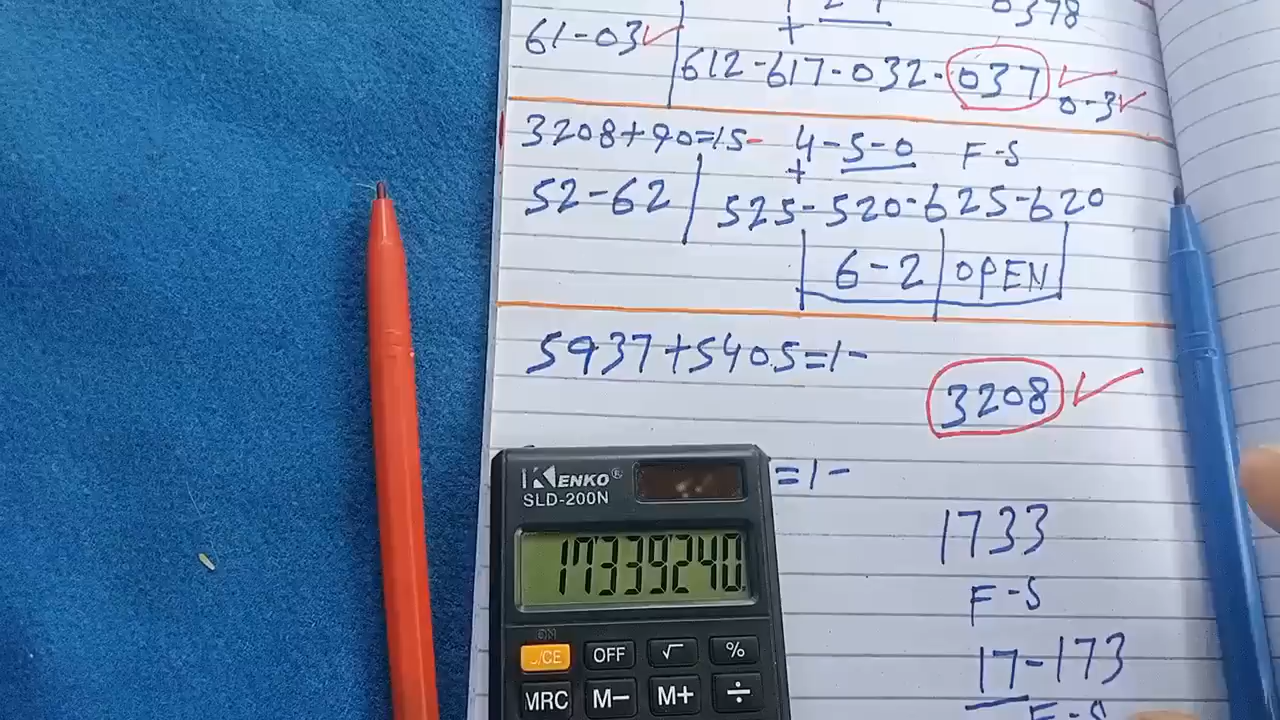 0378
61-03
+
612-617-032-037
0-3
3208+90=15-
4-5-0 F-S
+
52-62
525-520-625-620
6-2 OPEN
5937+5405=1-
3208
KENKO®
SLD-200N
=1-
17339240.
1733
F-S
17-173
F-S
OFF √ %
MRC M− M+ ÷